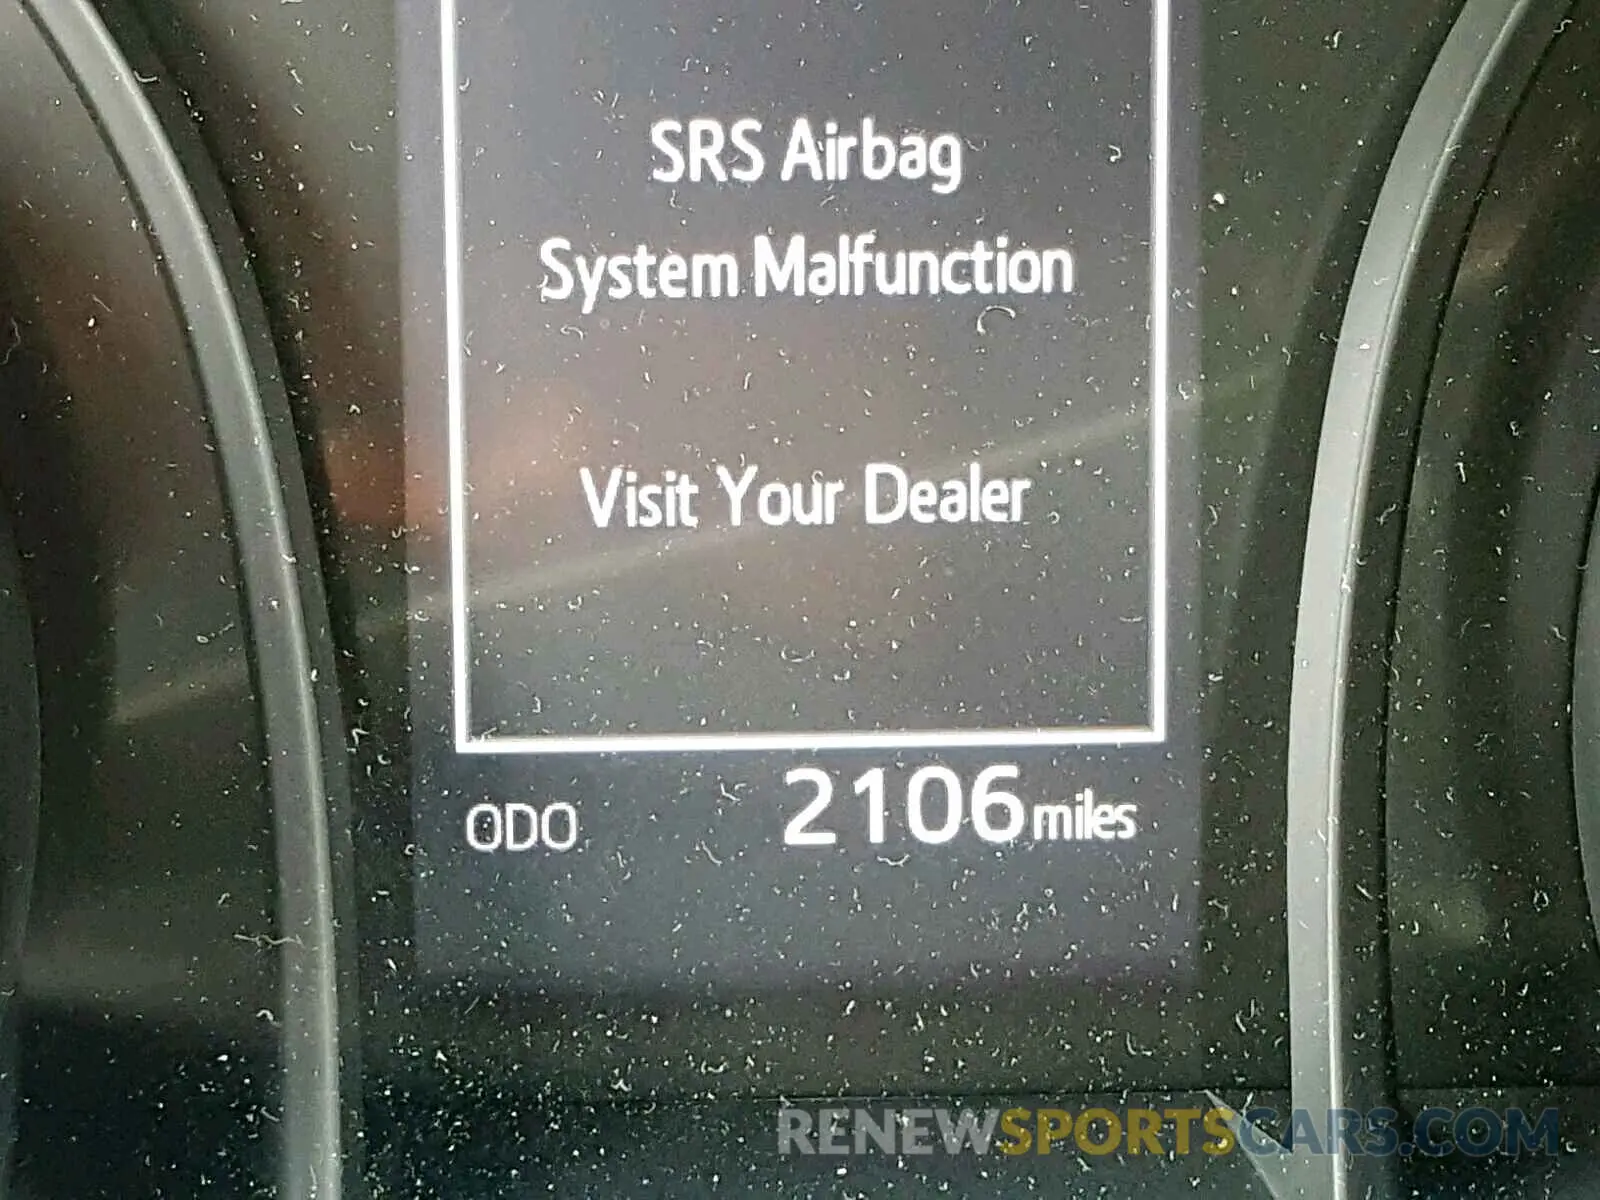 SRS Airbag
System Malfunction
Visit Your Dealer
ODO 2106 miles
RENEWSPORTSCARS.COM